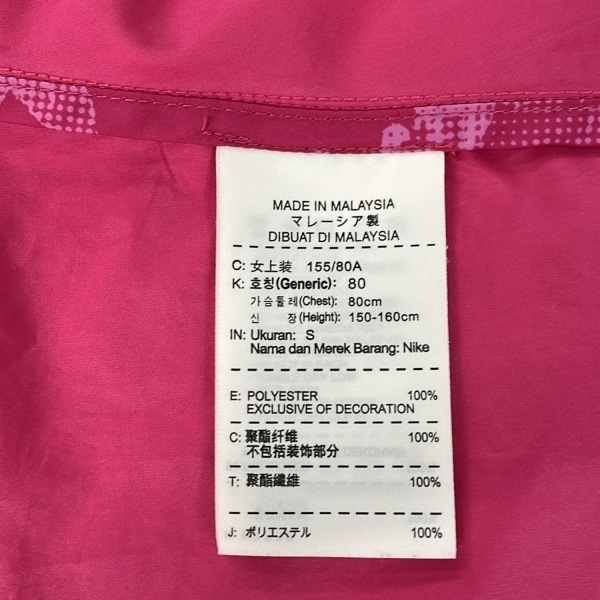 MADE IN MALAYSIA
マレーシア製
DIBUAT DI MALAYSIA
C: 女上装 155/80A
K: 호칭(Generic): 80
가슴둘레(Chest): 80cm
신 장(Height): 150-160cm
IN: Ukuran: S
Nama dan Merek Barang: Nike
E: POLYESTER 100%
EXCLUSIVE OF DECORATION
C: 聚酯纤维 100%
不包括装饰部分
T: 聚酯纖維 100%
J: ポリエステル 100%